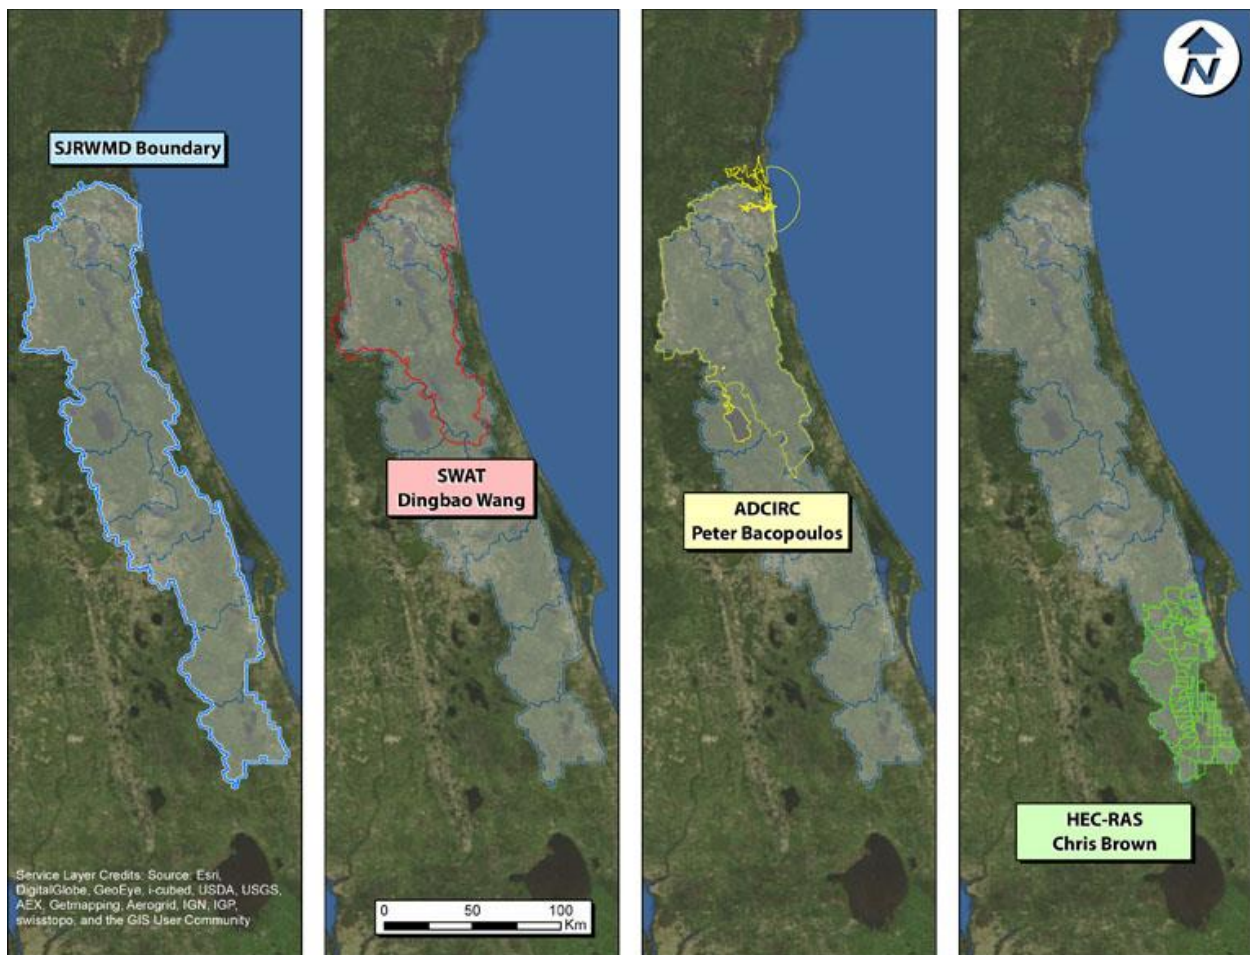 N
SJRWMD Boundary
SWAT
Dingbao Wang
ADCIRC
Peter Bacopoulos
HEC-RAS
Chris Brown
Service Layer Credits: Source: Esri,
DigitalGlobe, GeoEye, i-cubed, USDA, USGS,
AEX, Getmapping, Aerogrid, IGN, IGP,
swisstopo, and the GIS User Community
0 50 100
Km